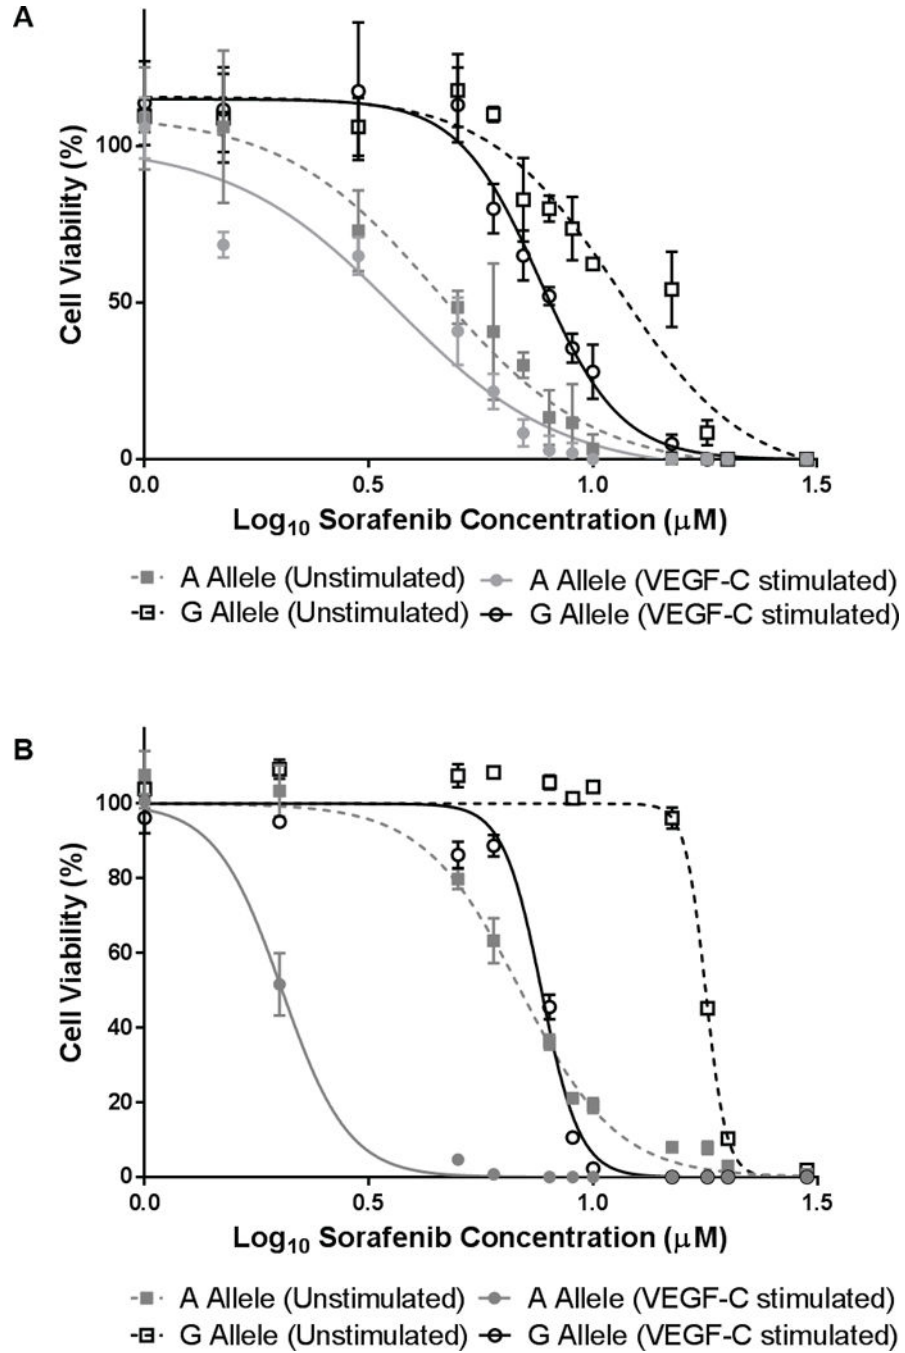 A
Cell Viability (%)
100
50
0
0.0 0.5 1.0 1.5
Log10 Sorafenib Concentration (μM)
A Allele (Unstimulated) A Allele (VEGF-C stimulated)
G Allele (Unstimulated) G Allele (VEGF-C stimulated)
B
Cell Viability (%)
100
80
60
40
20
0
0.0 0.5 1.0 1.5
Log10 Sorafenib Concentration (μM)
A Allele (Unstimulated) A Allele (VEGF-C stimulated)
G Allele (Unstimulated) G Allele (VEGF-C stimulated)